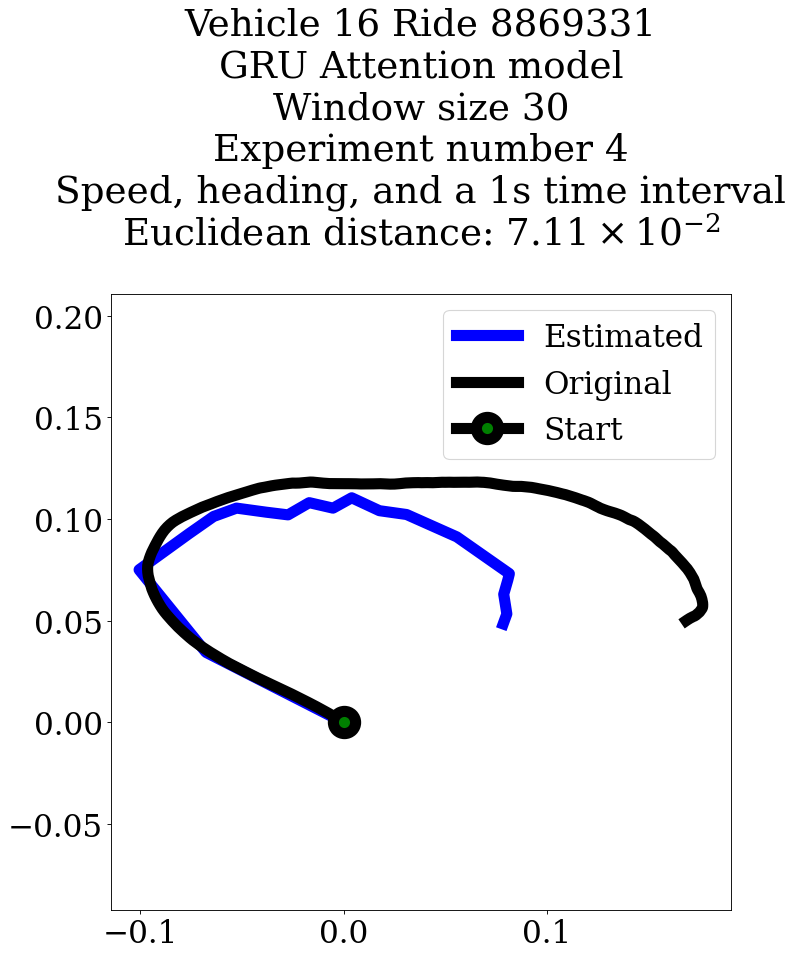 Vehicle 16 Ride 8869331
GRU Attention model
Window size 30
Experiment number 4
Speed, heading, and a 1s time interval
Euclidean distance: 7.11 × 10⁻²
0.20
0.15
0.10
0.05
0.00
−0.05
−0.1
0.0
0.1
Estimated
Original
Start